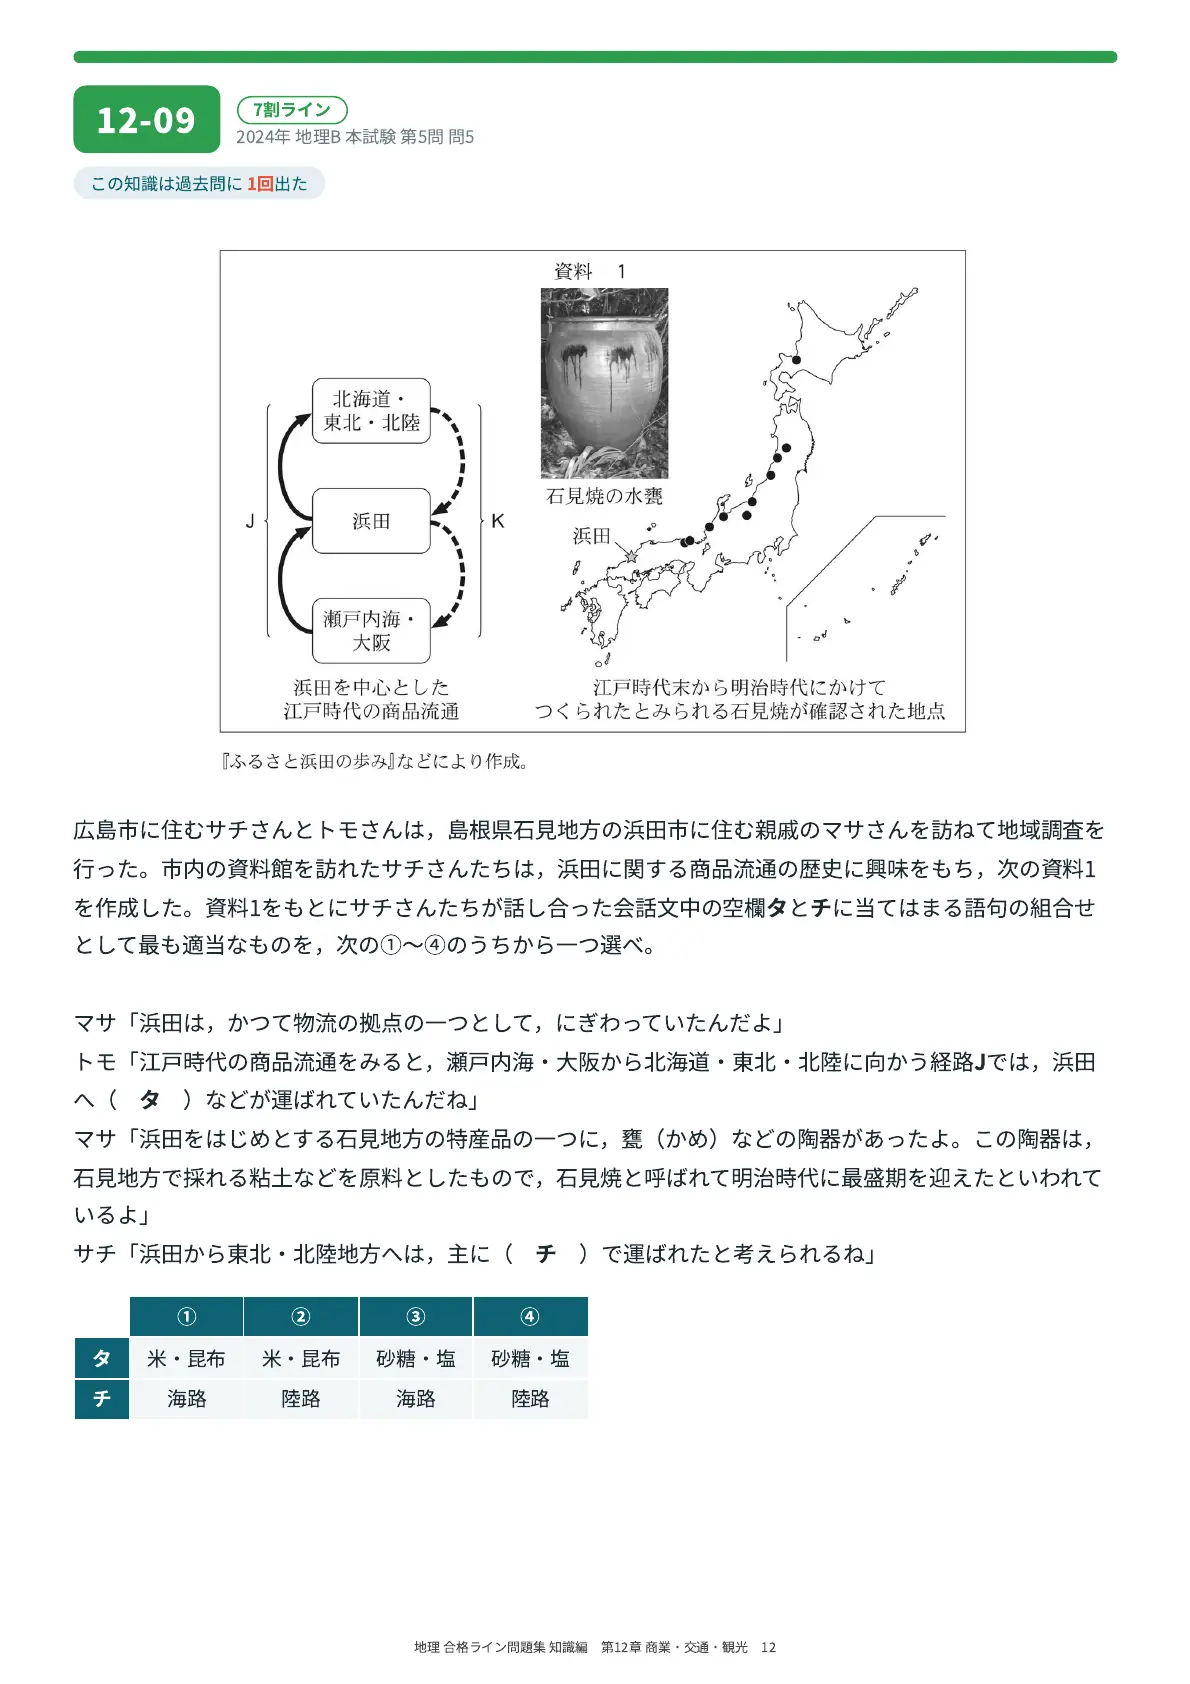 12-09
7割ライン
2024年 地理B 本試験 第5問 問5
この知識は過去問に 1回出た
資料 1
北海道・
東北・北陸
浜田
瀬戸内海・
大阪
J
K
浜田を中心とした
江戸時代の商品流通
石見焼の水甕
浜田
江戸時代末から明治時代にかけて
つくられたとみられる石見焼が確認された地点
『ふるさと浜田の歩み』などにより作成。
広島市に住むサチさんとトモさんは，島根県石見地方の浜田市に住む親戚のマサさんを訪ねて地域調査を
行った。市内の資料館を訪れたサチさんたちは，浜田に関する商品流通の歴史に興味をもち，次の資料1
を作成した。資料1をもとにサチさんたちが話し合った会話文中の空欄タとチに当てはまる語句の組合せ
として最も適当なものを，次の①〜④のうちから一つ選べ。
マサ「浜田は，かつて物流の拠点の一つとして，にぎわっていたんだよ」
トモ「江戸時代の商品流通をみると，瀬戸内海・大阪から北海道・東北・北陸に向かう経路Jでは，浜田
へ（ タ ）などが運ばれていたんだね」
マサ「浜田をはじめとする石見地方の特産品の一つに，甕（かめ）などの陶器があったよ。この陶器は，
石見地方で採れる粘土などを原料としたもので，石見焼と呼ばれて明治時代に最盛期を迎えたといわれて
いるよ」
サチ「浜田から東北・北陸地方へは，主に（ チ ）で運ばれたと考えられるね」
① ② ③ ④
タ 米・昆布 米・昆布 砂糖・塩 砂糖・塩
チ 海路 陸路 海路 陸路
地理 合格ライン問題集 知識編 第12章 商業・交通・観光 12